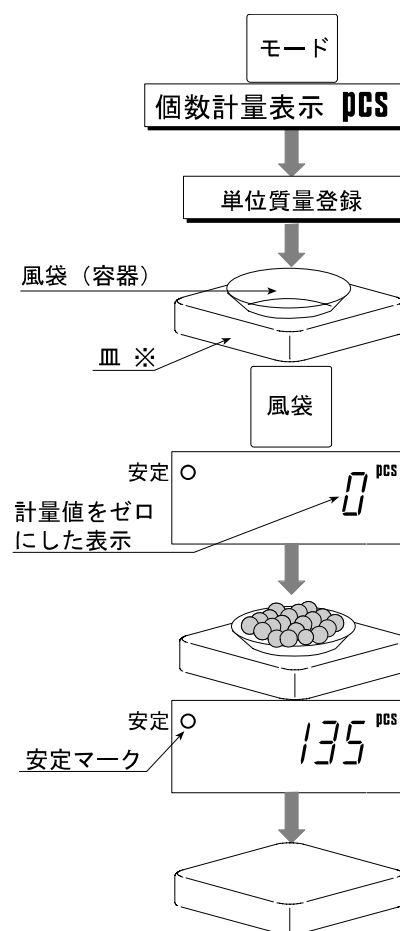 モード
個数計量表示 pcs
単位質量登録
風袋（容器）
皿 ※
風袋
安定
0 pcs
計量値をゼロ
にした表示
安定
135 pcs
安定マーク